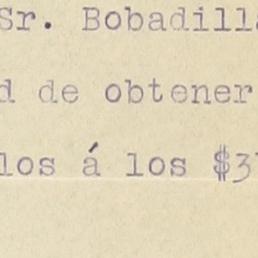 Sr. Bobadilla
d de obtener
los á los $3